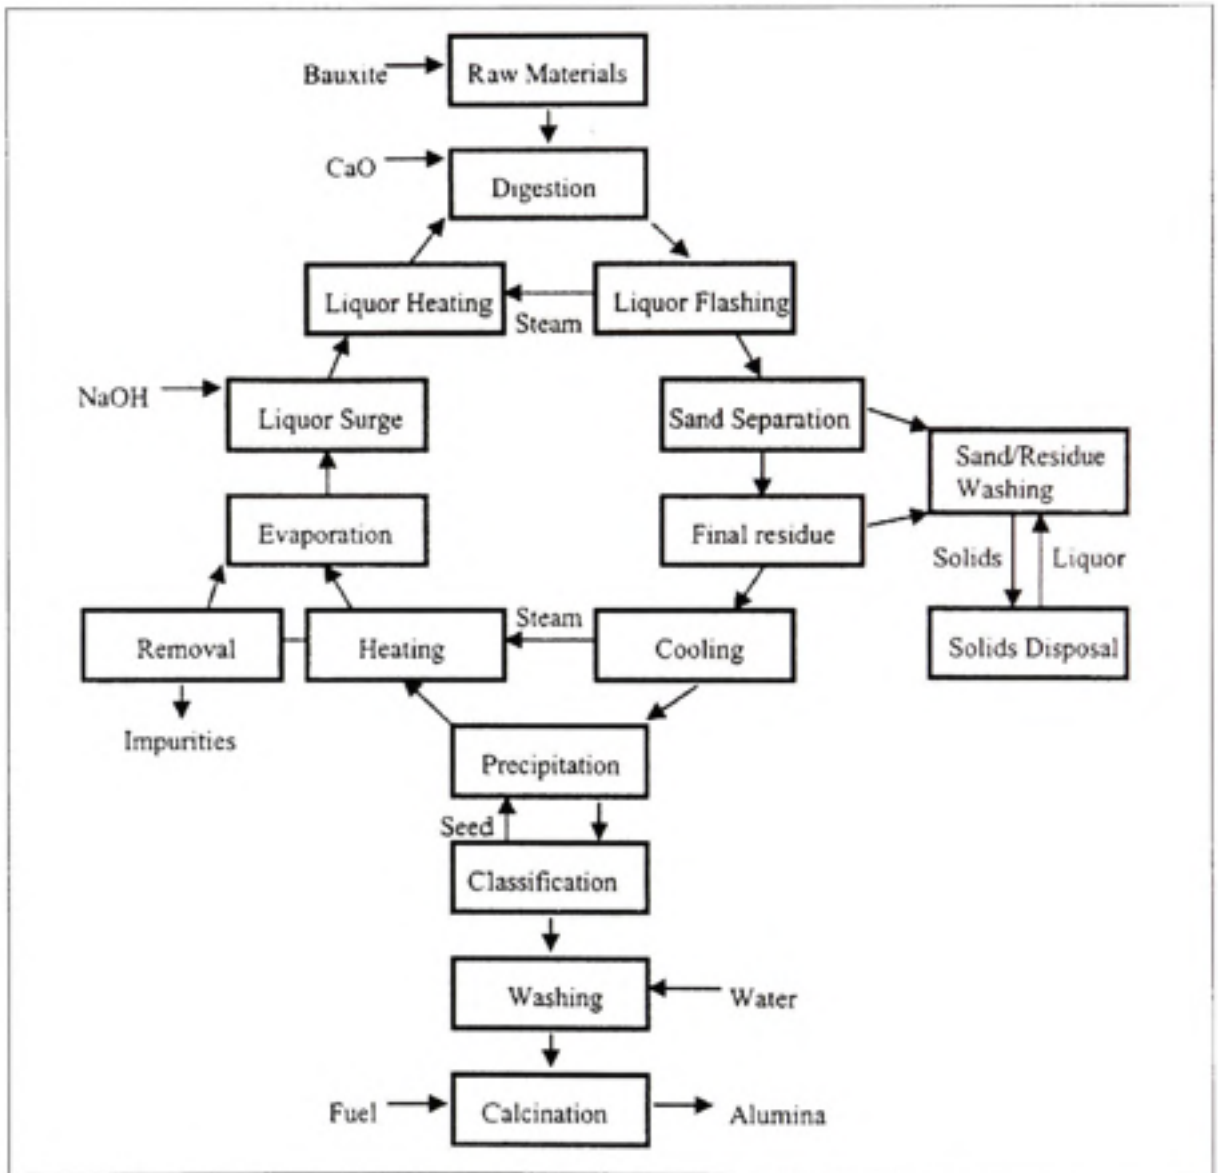 Bauxite
Raw Materials
CaO
Digestion
Liquor Heating
Steam
Liquor Flashing
NaOH
Liquor Surge
Sand Separation
Sand/Residue
Washing
Evaporation
Final residue
Solids
Liquor
Removal
Heating
Steam
Cooling
Solids Disposal
Impurities
Precipitation
Seed
Classification
Washing
Water
Fuel
Calcination
Alumina